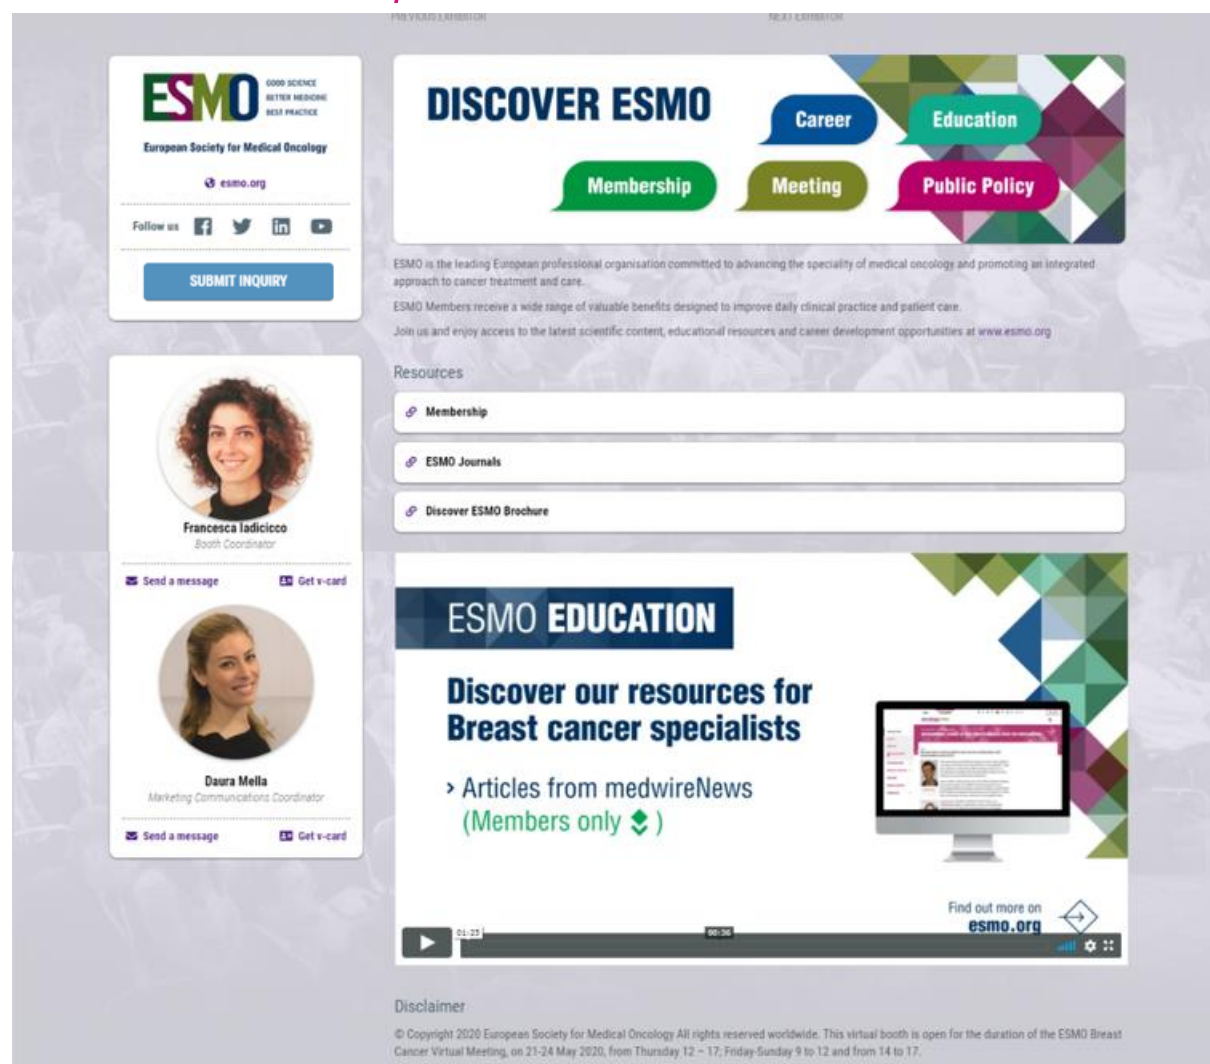 PREVIOUS EXHIBITOR
NEXT EXHIBITOR
ESMO
GOOD SCIENCE
BETTER MEDICINE
BEST PRACTICE
European Society for Medical Oncology
esmo.org
Follow us
SUBMIT INQUIRY
Francesca Iadicicco
Booth Coordinator
Send a message
Get v-card
Daura Mella
Marketing Communications Coordinator
Send a message
Get v-card
DISCOVER ESMO
Career
Education
Membership
Meeting
Public Policy
ESMO is the leading European professional organisation committed to advancing the speciality of medical oncology and promoting an integrated
approach to cancer treatment and care.
ESMO Members receive a wide range of valuable benefits designed to improve daily clinical practice and patient care.
Join us and enjoy access to the latest scientific content, educational resources and career development opportunities at www.esmo.org
Resources
Membership
ESMO Journals
Discover ESMO Brochure
ESMO EDUCATION
Discover our resources for
Breast cancer specialists
› Articles from medwireNews
(Members only )
Find out more on
esmo.org
01:25
00:36
Disclaimer
© Copyright 2020 European Society for Medical Oncology All rights reserved worldwide. This virtual booth is open for the duration of the ESMO Breast
Cancer Virtual Meeting, on 21-24 May 2020, from Thursday 12 – 17; Friday-Sunday 9 to 12 and from 14 to 17.